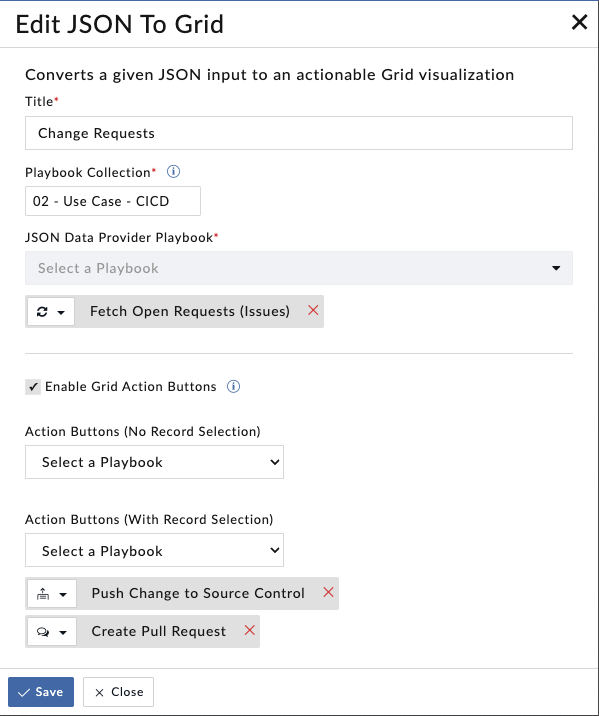 Edit JSON To Grid
Converts a given JSON input to an actionable Grid visualization
Title*
Change Requests
Playbook Collection*
02 - Use Case - CICD
JSON Data Provider Playbook*
Select a Playbook
Fetch Open Requests (Issues)
Enable Grid Action Buttons
Action Buttons (No Record Selection)
Select a Playbook
Action Buttons (With Record Selection)
Select a Playbook
Push Change to Source Control
Create Pull Request
Save Close